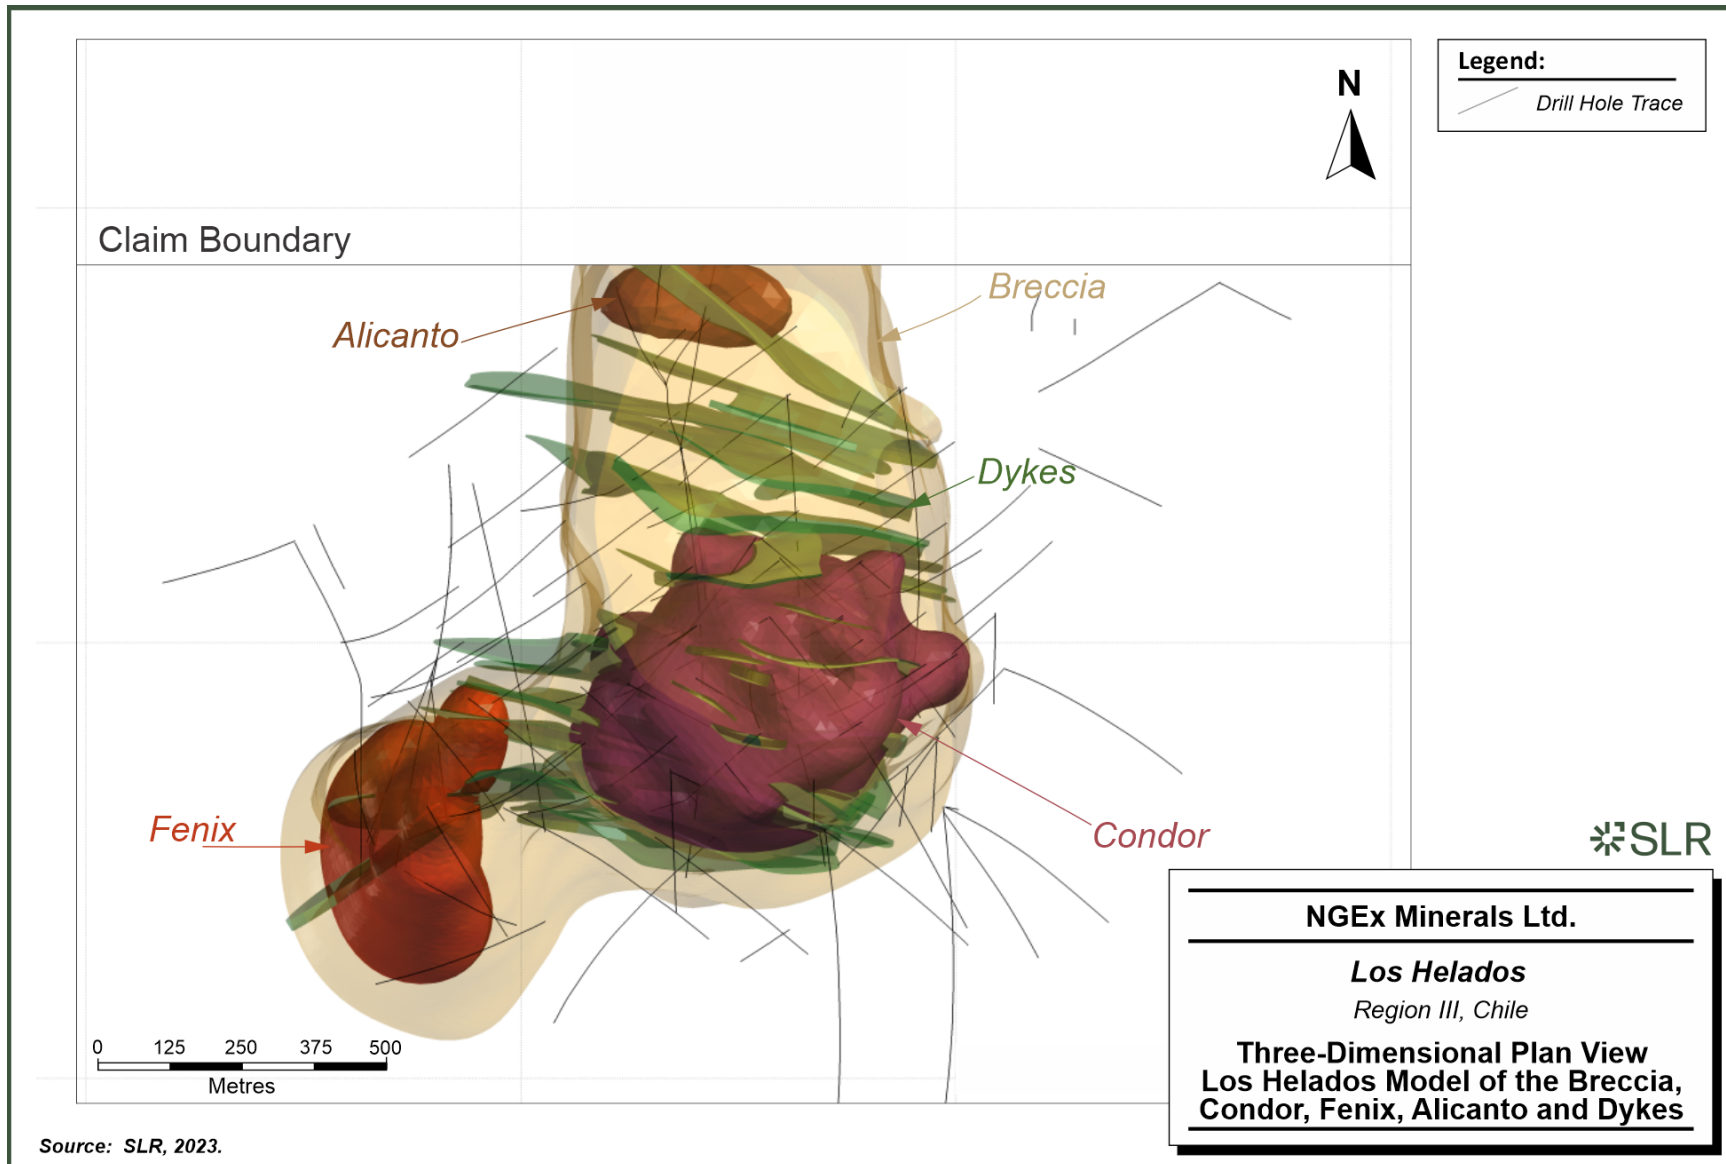 Legend:
Drill Hole Trace
N
Claim Boundary
Breccia
Alicanto
Dykes
Fenix
Condor
SLR
0 125 250 375 500
Metres
NGEx Minerals Ltd.
Los Helados
Region III, Chile
Three-Dimensional Plan View
Los Helados Model of the Breccia,
Condor, Fenix, Alicanto and Dykes
Source: SLR, 2023.